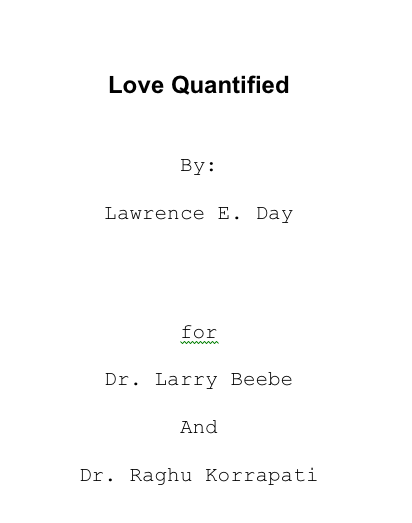 Love Quantified
By:
Lawrence E. Day
for
Dr. Larry Beebe
And
Dr. Raghu Korrapati